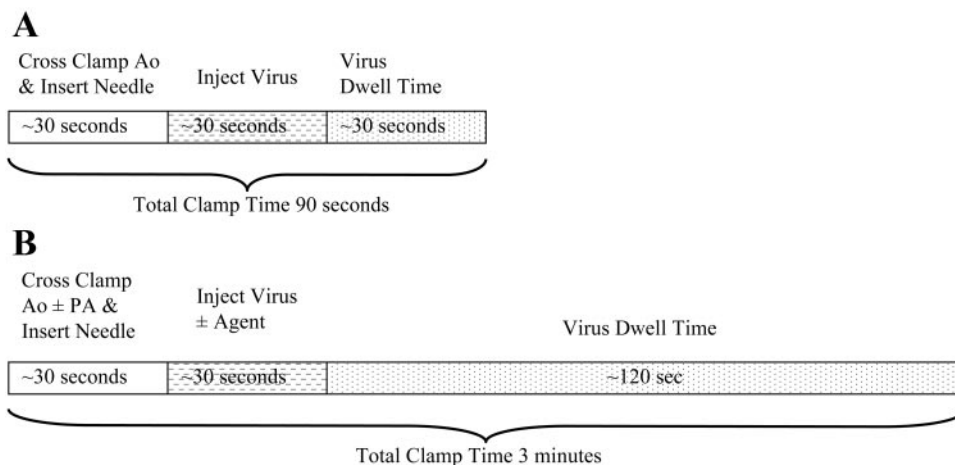 A
Cross Clamp Ao
& Insert Needle
Inject Virus
Virus
Dwell Time
~30 seconds
~30 seconds
~30 seconds
Total Clamp Time 90 seconds
B
Cross Clamp
Ao ± PA &
Insert Needle
Inject Virus
± Agent
Virus Dwell Time
~30 seconds
~30 seconds
~120 sec
Total Clamp Time 3 minutes